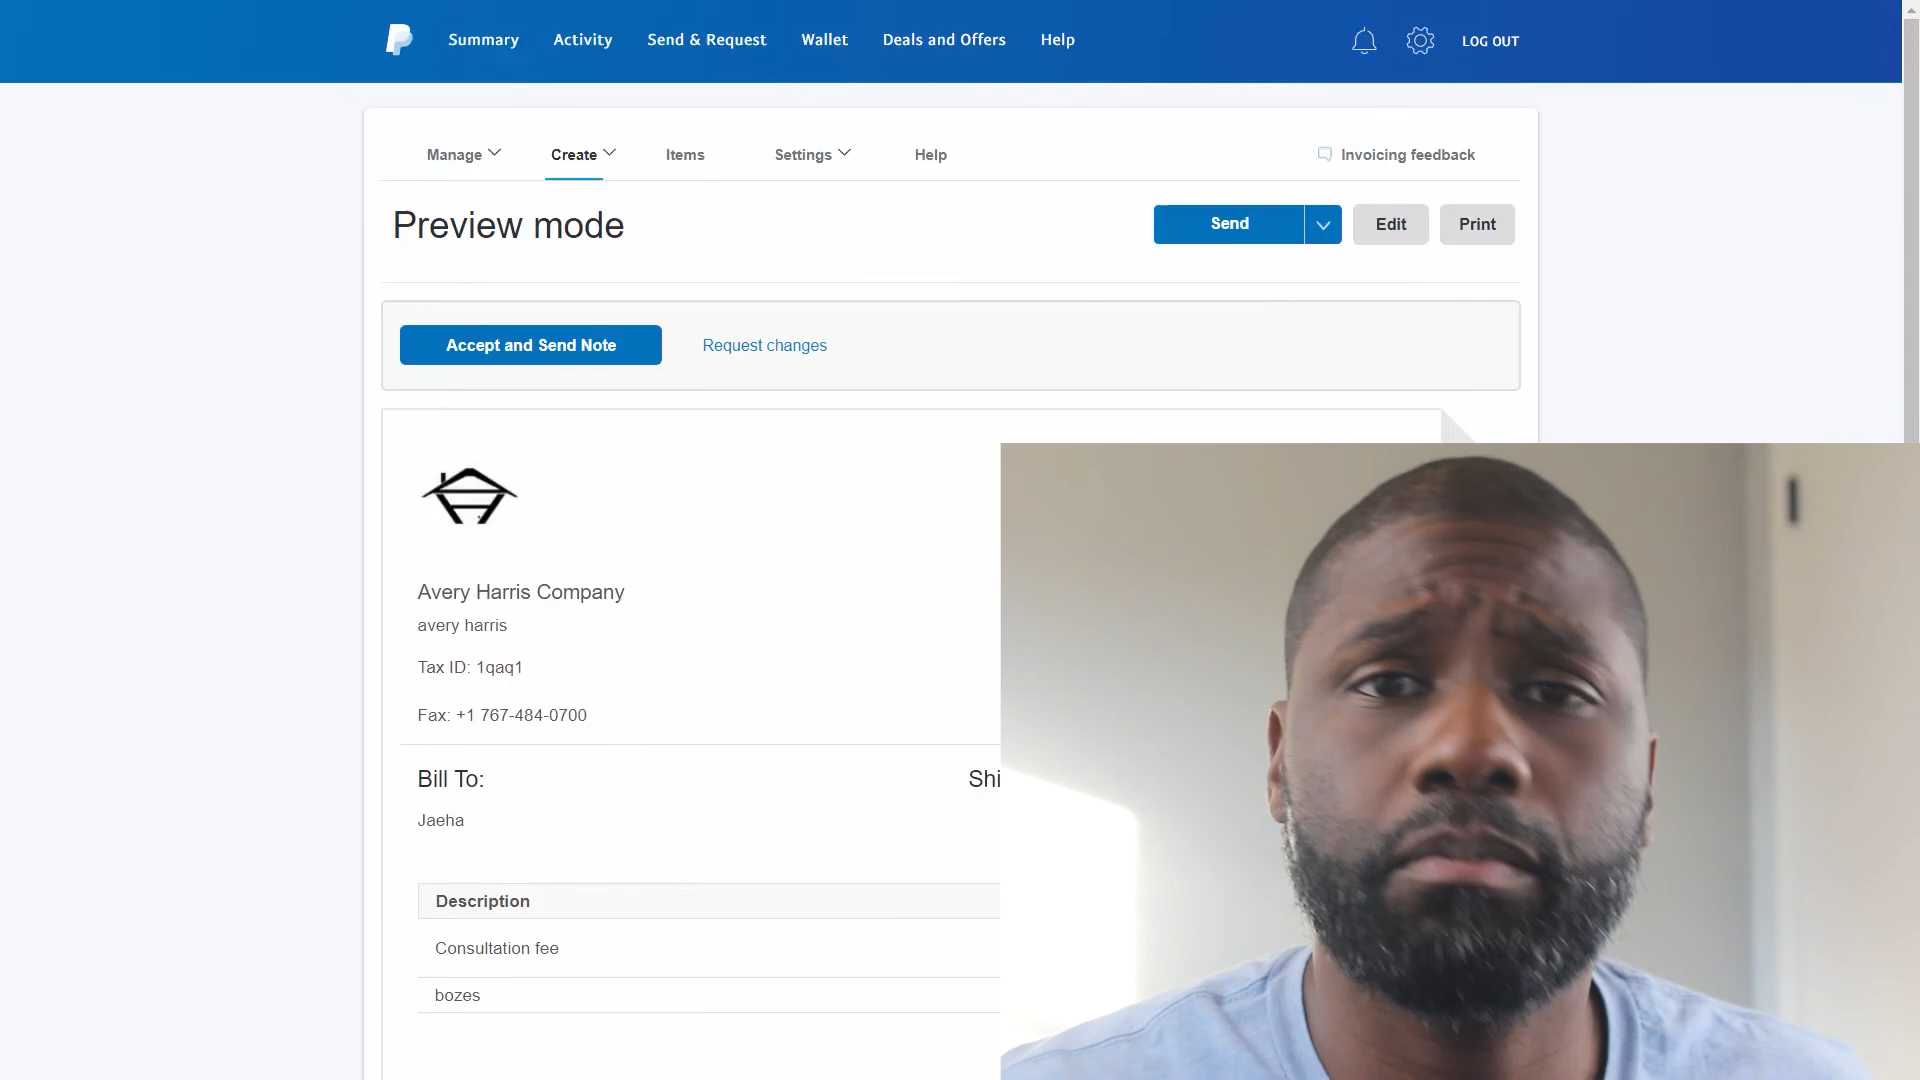 Summary Activity Send & Request Wallet Deals and Offers Help LOG OUT
Manage Create Items Settings Help Invoicing feedback
Preview mode Send Edit Print
Accept and Send Note Request changes
Avery Harris Company
avery harris
Tax ID: 1qaq1
Fax: +1 767-484-0700
Bill To: Shi
Jaeha
Description
Consultation fee
bozes